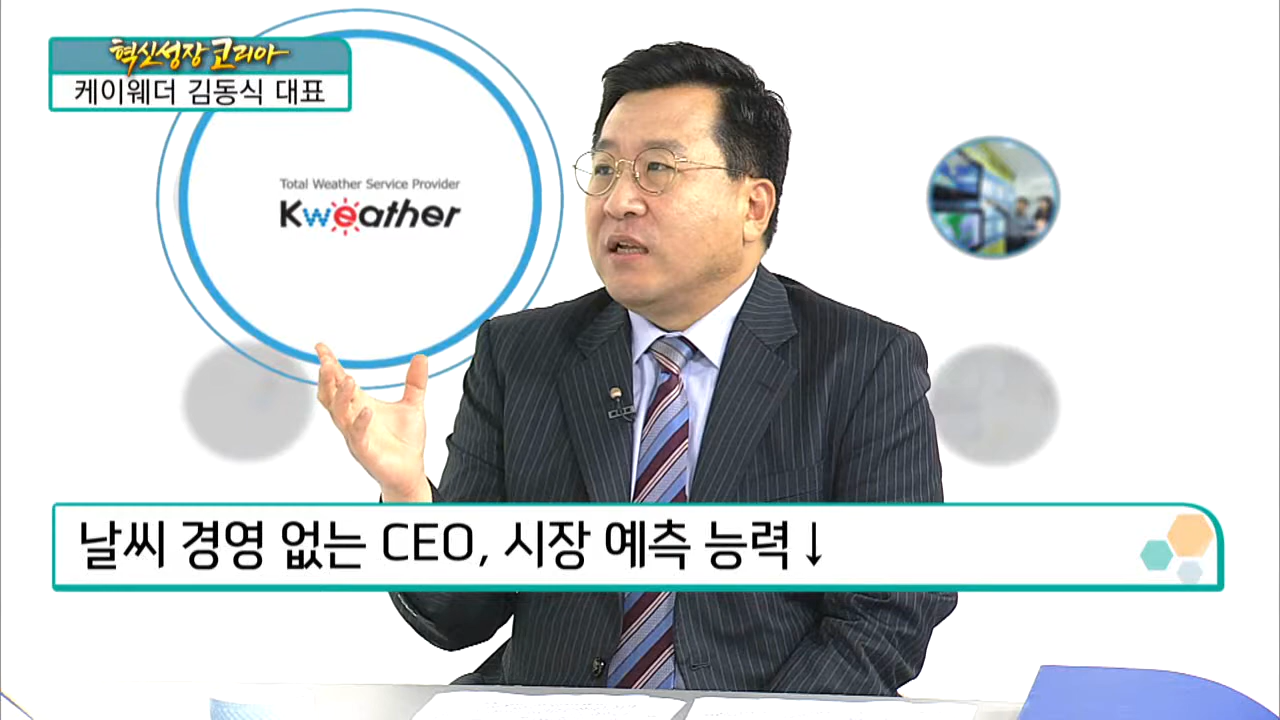 혁신성장 코리아
케이웨더 김동식 대표
Total Weather Service Provider
Kweather
날씨 경영 없는 CEO, 시장 예측 능력↓